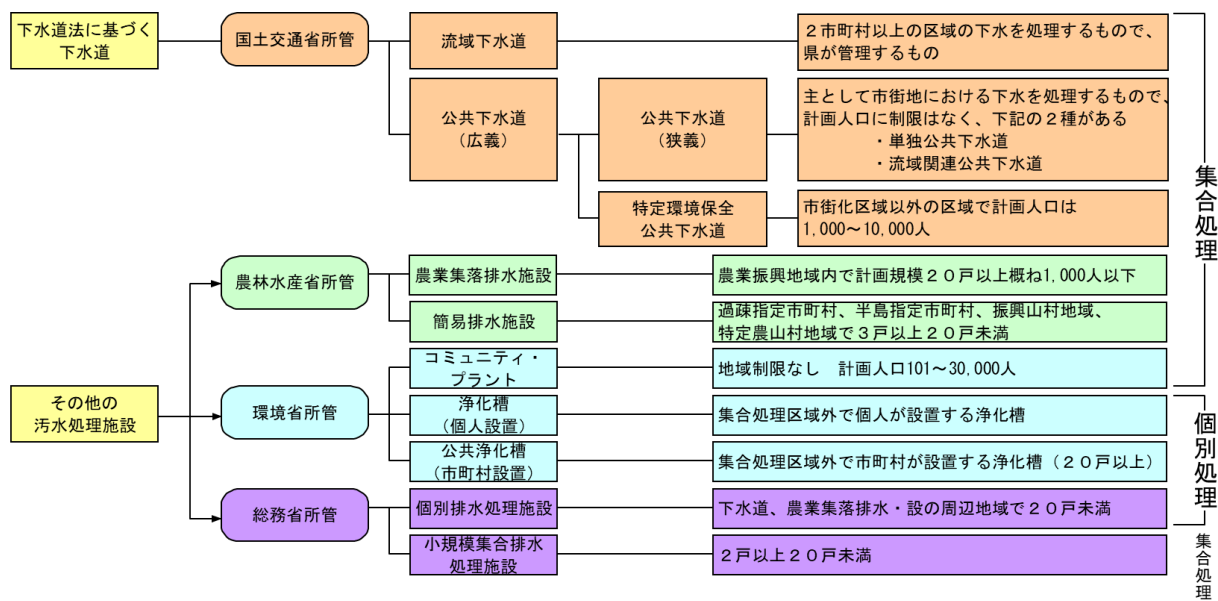 下水道法に基づく
下水道
国土交通省所管
流域下水道
２市町村以上の区域の下水を処理するもので、
県が管理するもの
公共下水道
（広義）
公共下水道
（狭義）
主として市街地における下水を処理するもので、
計画人口に制限はなく、下記の２種がある
・単独公共下水道
・流域関連公共下水道
特定環境保全
公共下水道
市街化区域以外の区域で計画人口は
1,000～10,000人
集合処理
農林水産省所管
農業集落排水施設
農業振興地域内で計画規模２０戸以上概ね1,000人以下
簡易排水施設
過疎指定市町村、半島指定市町村、振興山村地域、
特定農山村地域で３戸以上２０戸未満
その他の
汚水処理施設
環境省所管
コミュニティ・
プラント
地域制限なし　計画人口101～30,000人
浄化槽
（個人設置）
集合処理区域外で個人が設置する浄化槽
公共浄化槽
（市町村設置）
集合処理区域外で市町村が設置する浄化槽（２０戸以上）
個別処理
総務省所管
個別排水処理施設
下水道、農業集落排水・設の周辺地域で２０戸未満
小規模集合排水
処理施設
２戸以上２０戸未満
集合処理